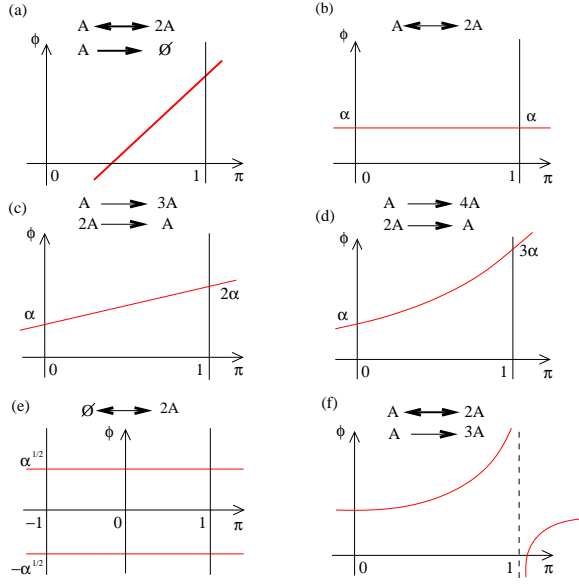 (a)
A 2A
A Ø
ϕ
0 1 π
(b)
A 2A
ϕ
α α
0 1 π
(c)
A 3A
2A A
ϕ
α 2α
0 1 π
(d)
A 4A
2A A
ϕ
α 3α
0 1 π
(e)
Ø 2A
ϕ
α^1/2
−1 0 1 π
−α^1/2
(f)
A 2A
A 3A
ϕ
0 1 π